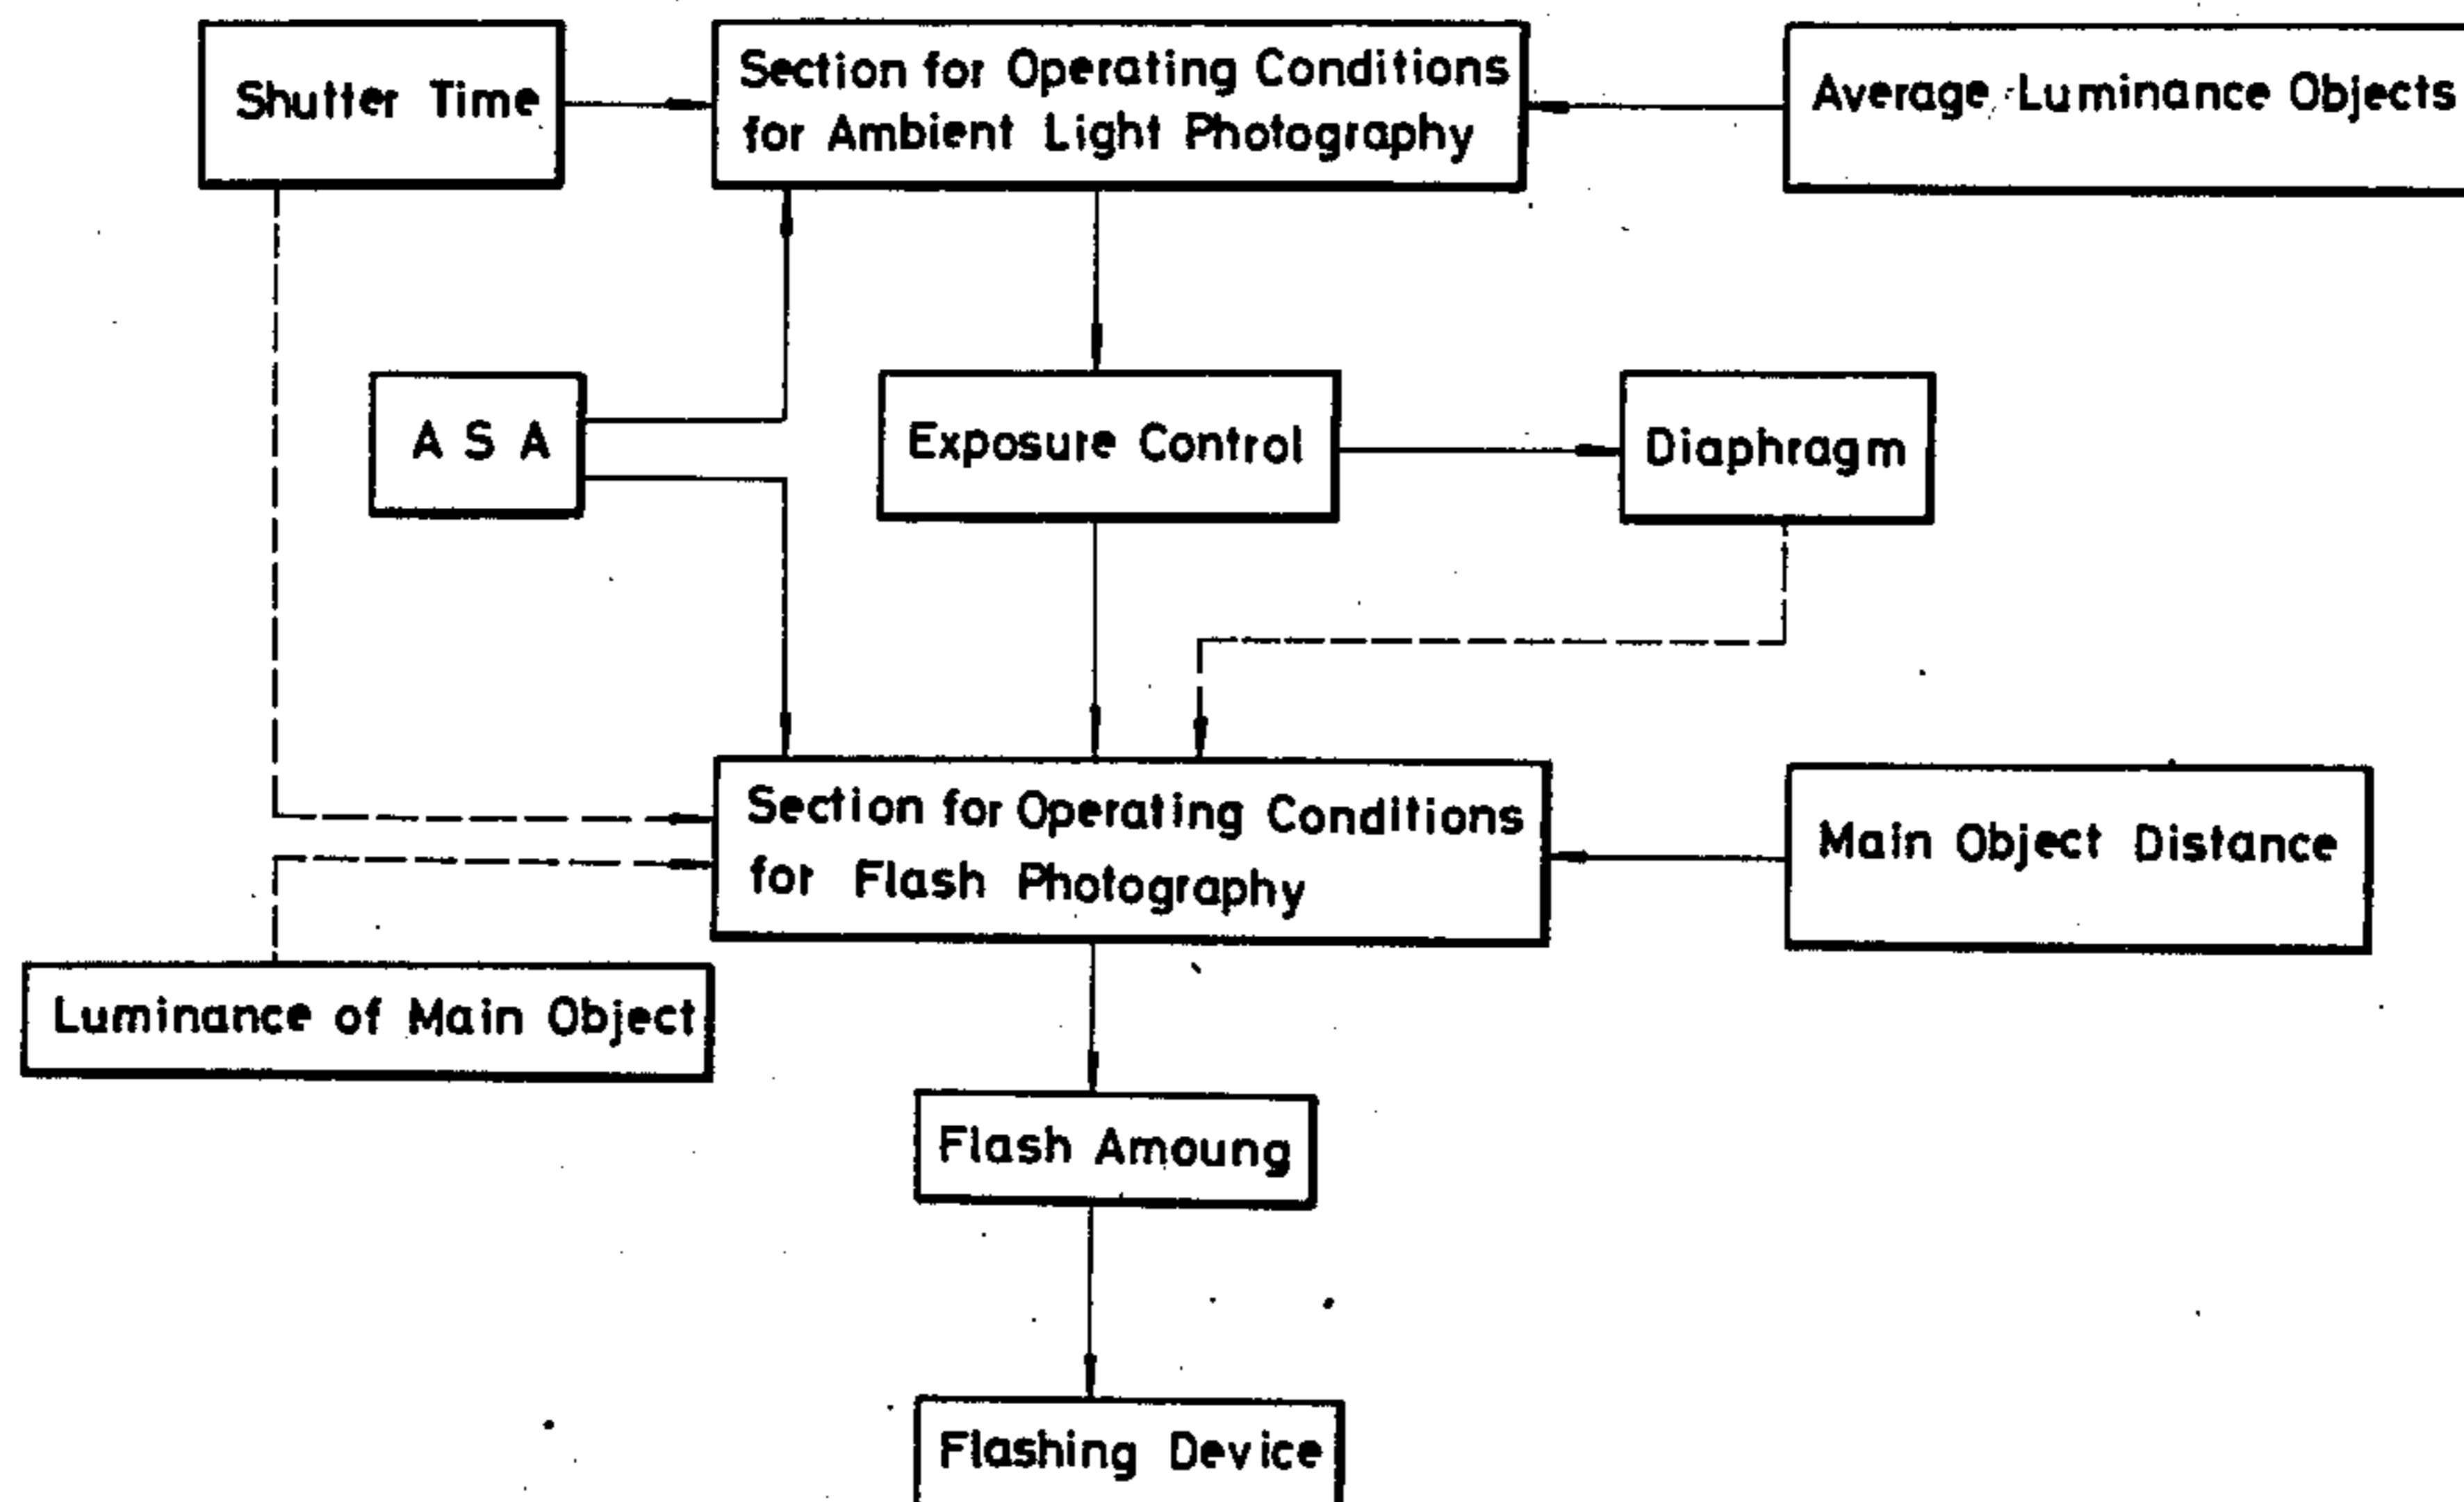 Shutter Time
Section for Operating Conditions
for Ambient Light Photography
Average Luminance Objects
A S A
Exposure Control
Diaphragm
Section for Operating Conditions
for Flash Photography
Main Object Distance
Luminance of Main Object
Flash Amoung
Flashing Device